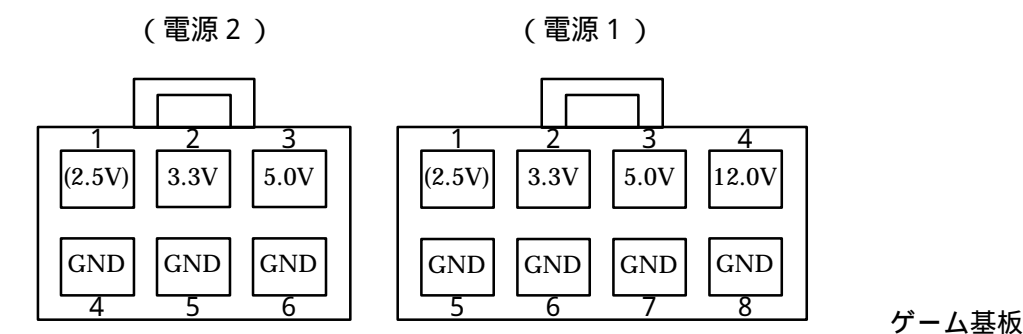 (電源2) (電源1)
1 2 3 1 2 3 4
(2.5V) 3.3V 5.0V (2.5V) 3.3V 5.0V 12.0V
GND GND GND GND GND GND GND
4 5 6 5 6 7 8
ゲーム基板